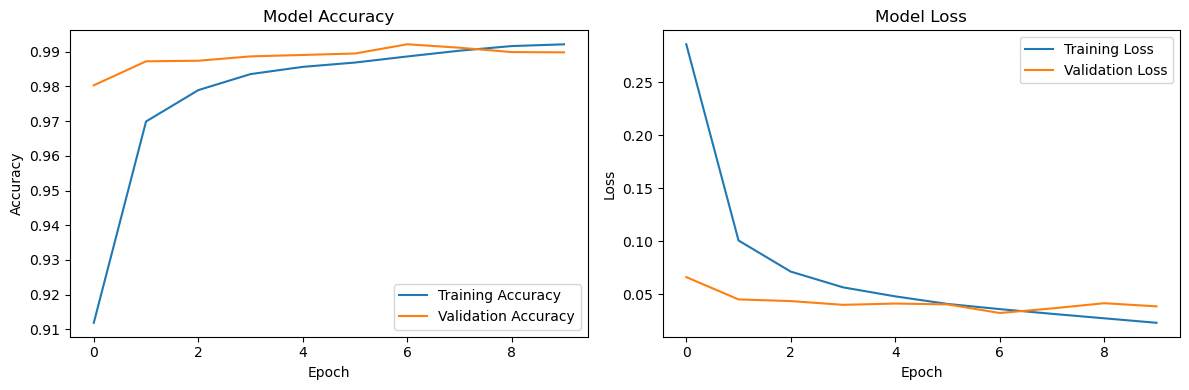 Model Accuracy
0.99
0.98
0.97
0.96
0.95
0.94
0.93
0.92
0.91
Accuracy
Training Accuracy
Validation Accuracy
0 2 4 6 8
Epoch
Model Loss
Training Loss
Validation Loss
0.25
0.20
0.15
0.10
0.05
Loss
0 2 4 6 8
Epoch